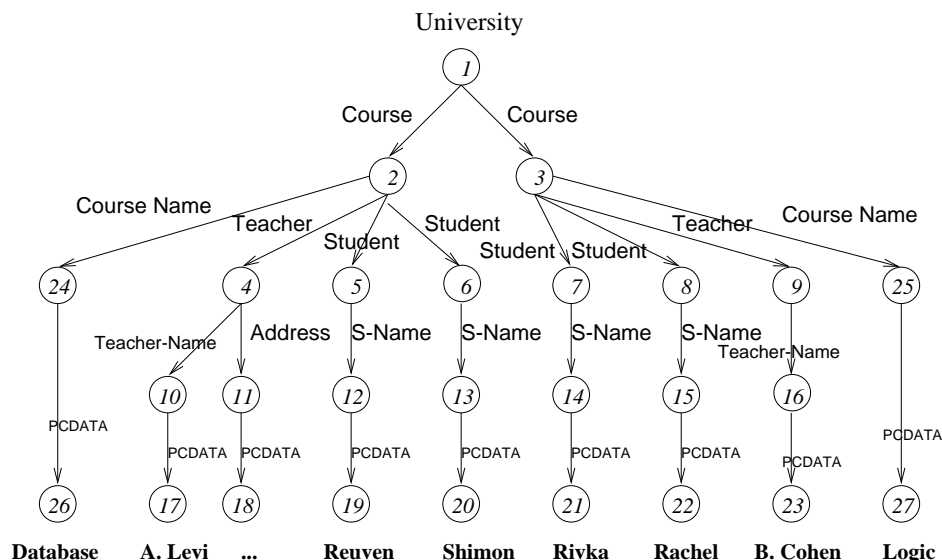 University
1
Course Course
2 3
Course Name Teacher Student Student Student Student Teacher Course Name
24 4 5 6 7 8 9 25
Teacher-Name Address S-Name S-Name S-Name S-Name Teacher-Name
10 11 12 13 14 15 16
PCDATA PCDATA PCDATA PCDATA PCDATA PCDATA PCDATA PCDATA PCDATA
26 17 18 19 20 21 22 23 27
Database A. Levi ... Reuven Shimon Rivka Rachel B. Cohen Logic